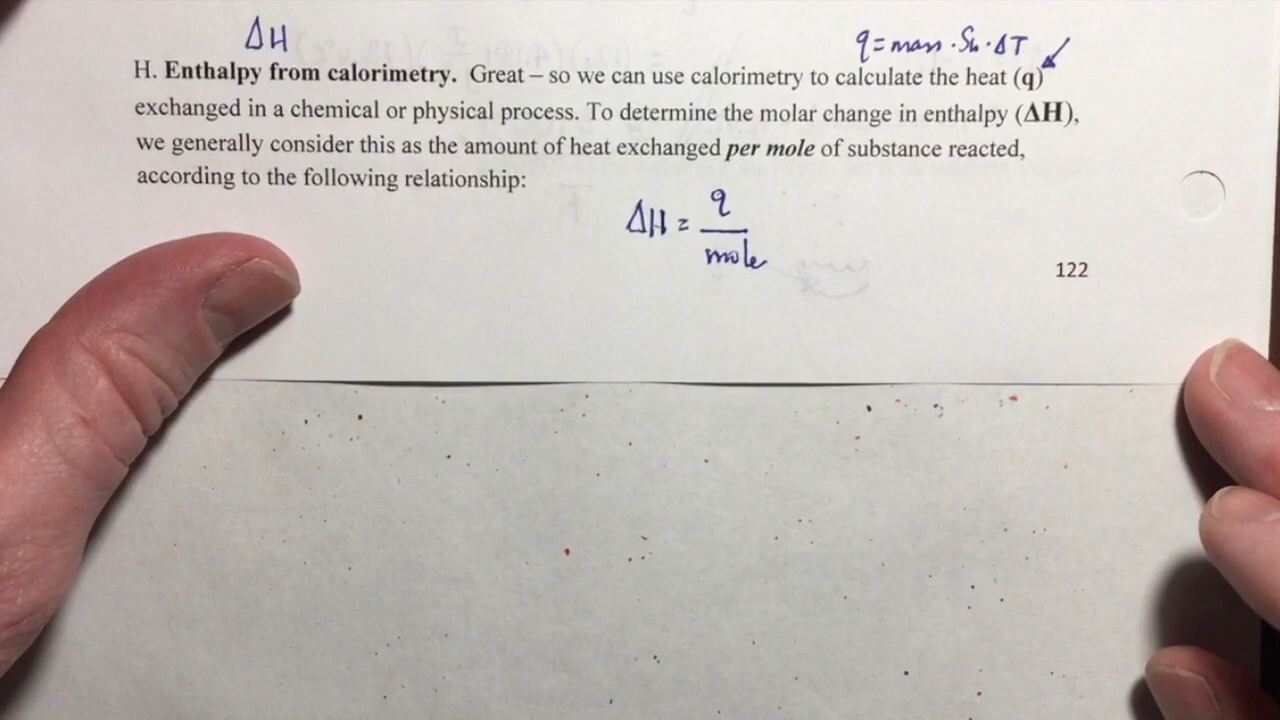 ΔH
q = mass · Sh · ΔT
H. Enthalpy from calorimetry. Great – so we can use calorimetry to calculate the heat (q)
exchanged in a chemical or physical process. To determine the molar change in enthalpy (ΔH),
we generally consider this as the amount of heat exchanged per mole of substance reacted,
according to the following relationship:
ΔH = q
mole
122